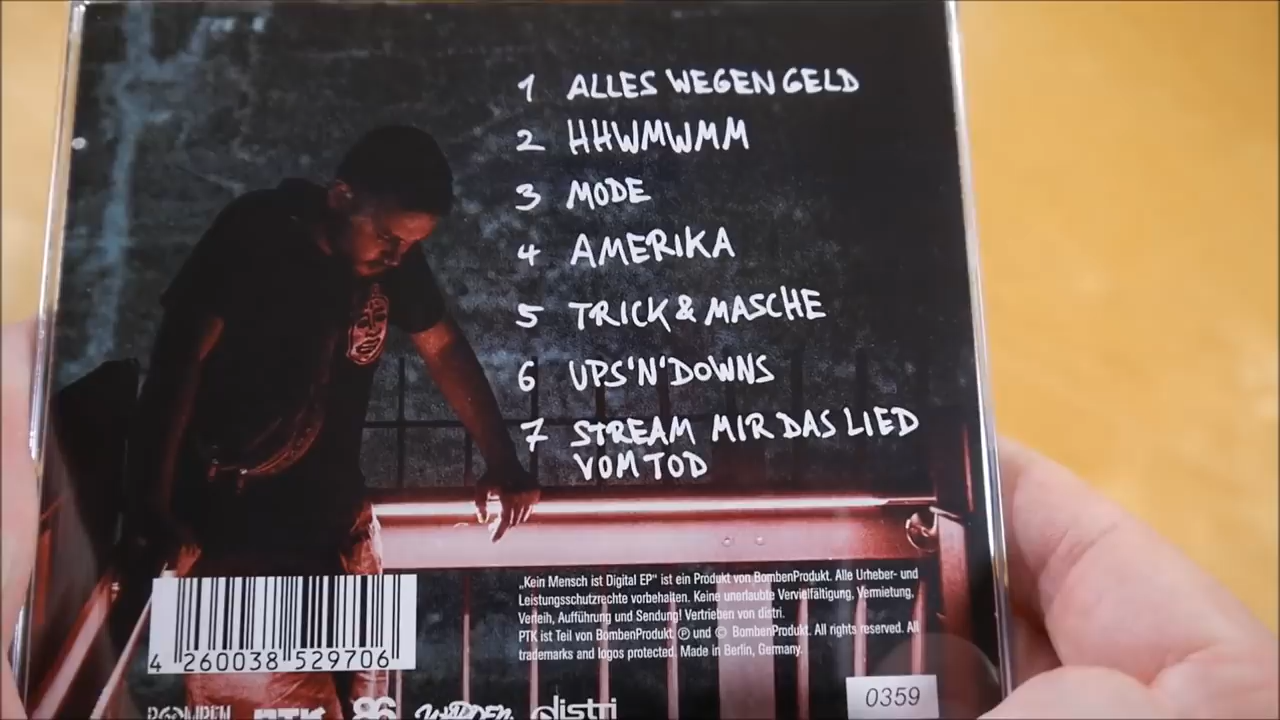 1 ALLES WEGEN GELD
2 HHWMWMM
3 MODE
4 AMERIKA
5 TRICK & MASCHE
6 UPS'N'DOWNS
7 STREAM MIR DAS LIED
VOM TOD
„Kein Mensch ist Digital EP“ ist ein Produkt von BombenProdukt. Alle Urheber- und
Leistungsschutzrechte vorbehalten. Keine unerlaubte Vervielfältigung, Vermietung,
Verleih, Aufführung und Sendung! Vertrieben von distri.
PTK ist Teil von BombenProdukt. ℗ und © BombenProdukt. All rights reserved. All
trademarks and logos protected. Made in Berlin, Germany.
4 260038 529706
0359
PTK 86 distri